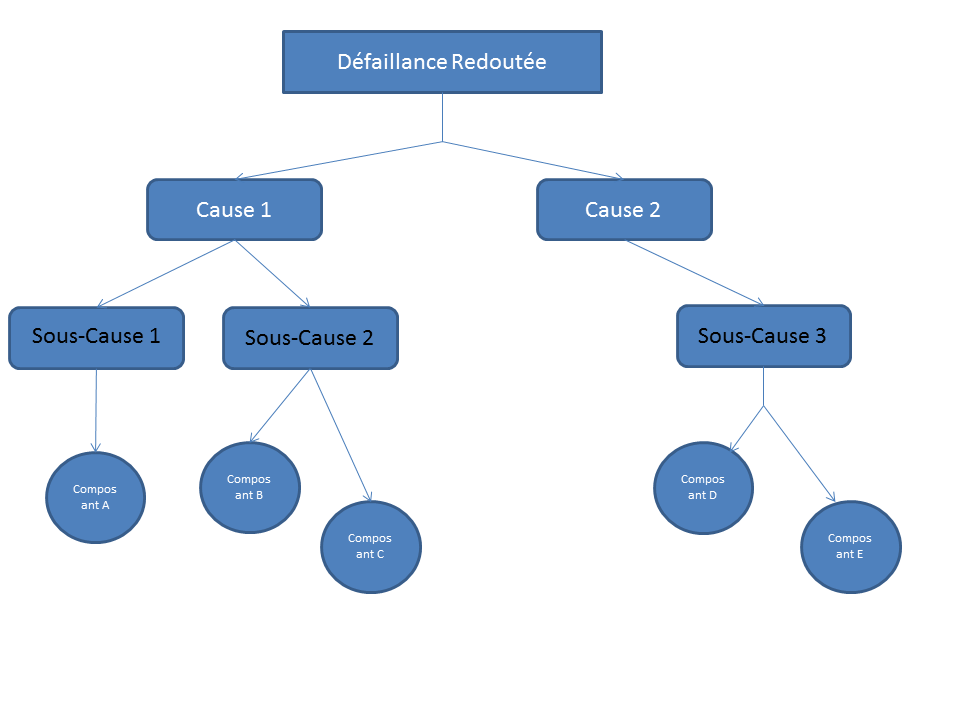 Défaillance Redoutée
Cause 1
Cause 2
Sous-Cause 1
Sous-Cause 2
Sous-Cause 3
Compos
ant A
Compos
ant B
Compos
ant C
Compos
ant D
Compos
ant E